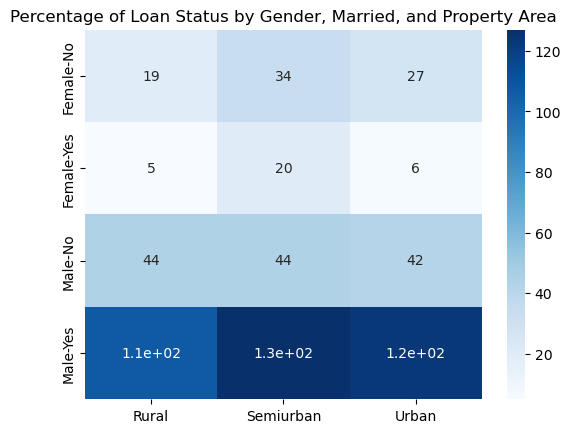 Percentage of Loan Status by Gender, Married, and Property Area
Female-No
19 34 27
Female-Yes
5 20 6
Male-No
44 44 42
Male-Yes
1.1e+02 1.3e+02 1.2e+02
Rural Semiurban Urban
120
100
80
60
40
20